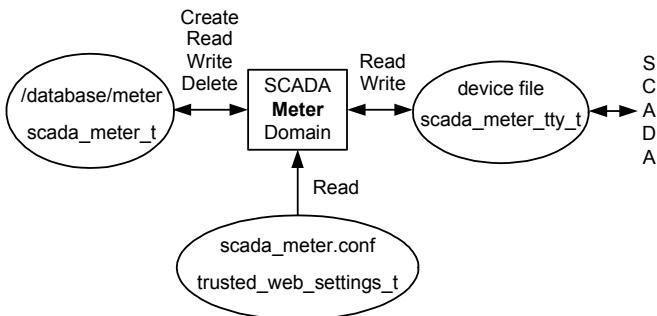 Create
Read
Write
Delete
/database/meter
scada_meter_t
SCADA
Meter
Domain
Read
Write
device file
scada_meter_tty_t
S
C
A
D
A
Read
scada_meter.conf
trusted_web_settings_t